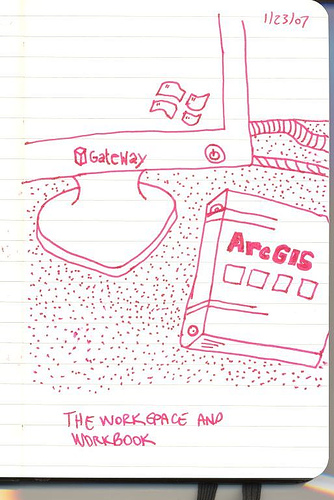 1/23/07
GateWay
ArcGIS
THE WORKSPACE AND
WORKBOOK